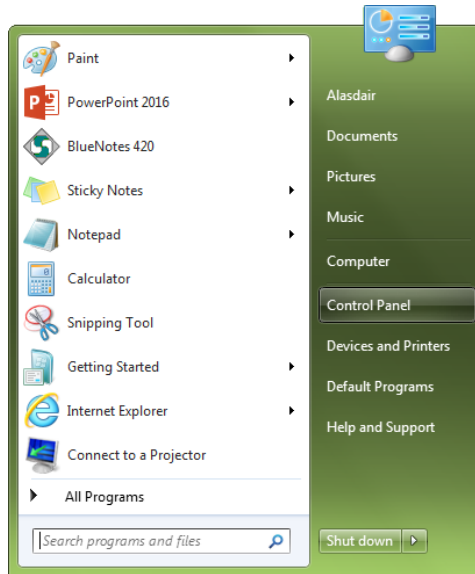 Paint
PowerPoint 2016
BlueNotes 420
Sticky Notes
Notepad
Calculator
Snipping Tool
Getting Started
Internet Explorer
Connect to a Projector
All Programs
Search programs and files
Alasdair
Documents
Pictures
Music
Computer
Control Panel
Devices and Printers
Default Programs
Help and Support
Shut down